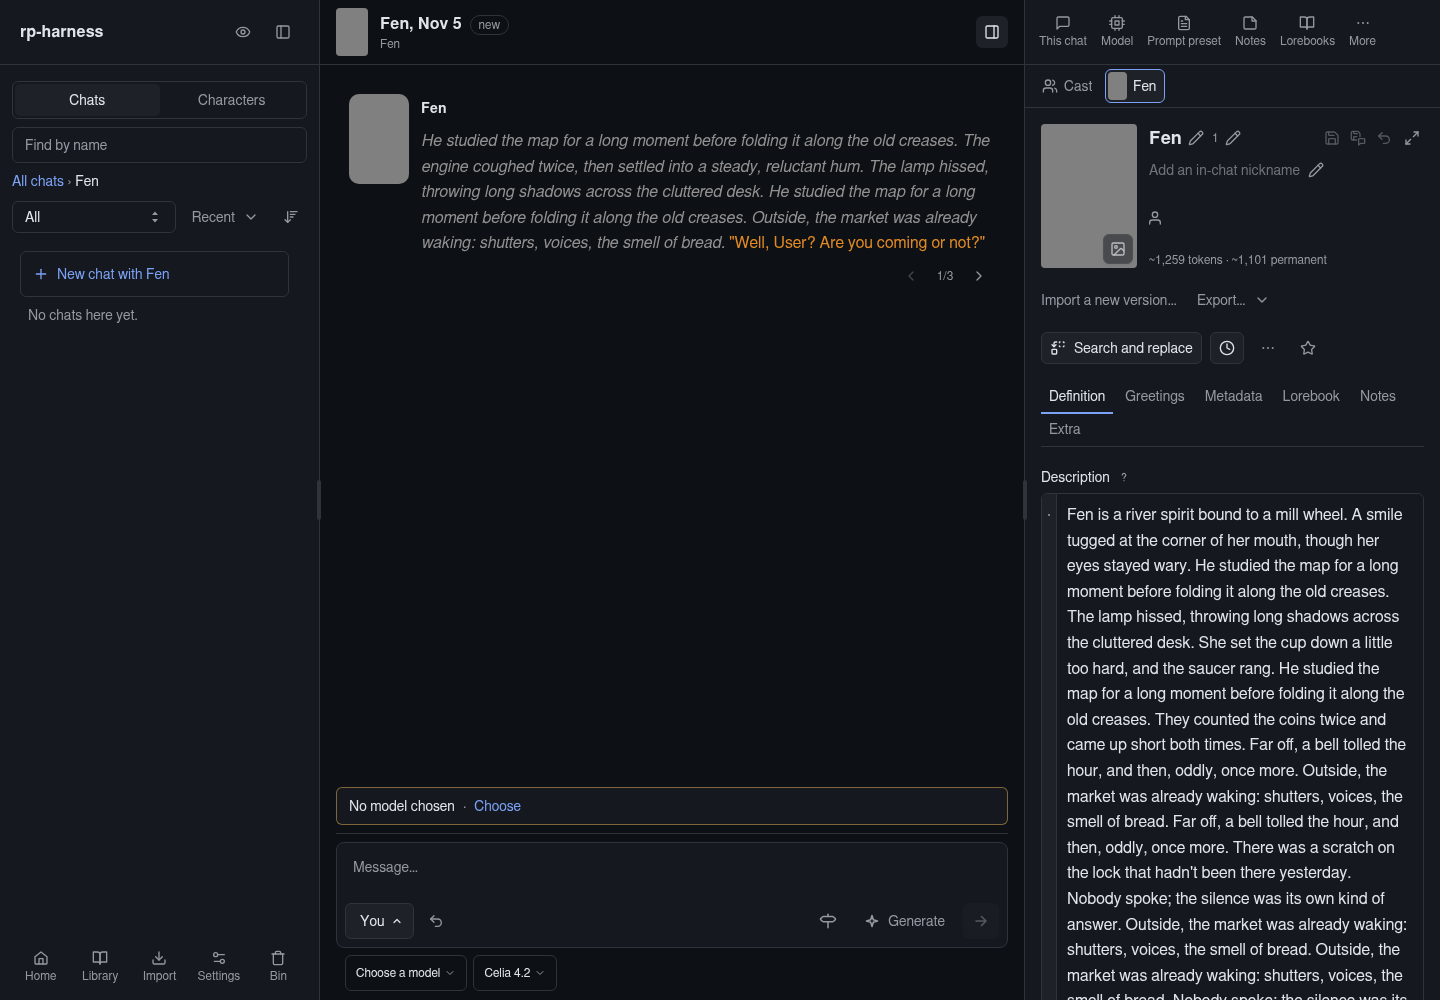 rp-harness
Chats
Characters
Find by name
All chats › Fen
All
Recent
New chat with Fen
No chats here yet.
Home
Library
Import
Settings
Bin
Fen, Nov 5
new
Fen
Fen
He studied the map for a long moment before folding it along the old creases. The
engine coughed twice, then settled into a steady, reluctant hum. The lamp hissed,
throwing long shadows across the cluttered desk. He studied the map for a long
moment before folding it along the old creases. Outside, the market was already
waking: shutters, voices, the smell of bread. "Well, User? Are you coming or not?"
1/3
No model chosen · Choose
Message...
You
Generate
Choose a model
Celia 4.2
This chat
Model
Prompt preset
Notes
Lorebooks
More
Cast
Fen
Fen
1
Add an in-chat nickname
~1,259 tokens · ~1,101 permanent
Import a new version...
Export...
Search and replace
Definition
Greetings
Metadata
Lorebook
Notes
Extra
Description ?
Fen is a river spirit bound to a mill wheel. A smile
tugged at the corner of her mouth, though her
eyes stayed wary. He studied the map for a long
moment before folding it along the old creases.
The lamp hissed, throwing long shadows across
the cluttered desk. She set the cup down a little
too hard, and the saucer rang. He studied the
map for a long moment before folding it along the
old creases. They counted the coins twice and
came up short both times. Far off, a bell tolled the
hour, and then, oddly, once more. Outside, the
market was already waking: shutters, voices, the
smell of bread. Far off, a bell tolled the hour, and
then, oddly, once more. There was a scratch on
the lock that hadn't been there yesterday.
Nobody spoke; the silence was its own kind of
answer. Outside, the market was already waking:
shutters, voices, the smell of bread. Outside, the
market was already waking: shutters, voices, the
smell of bread. Nobody spoke; the silence was its